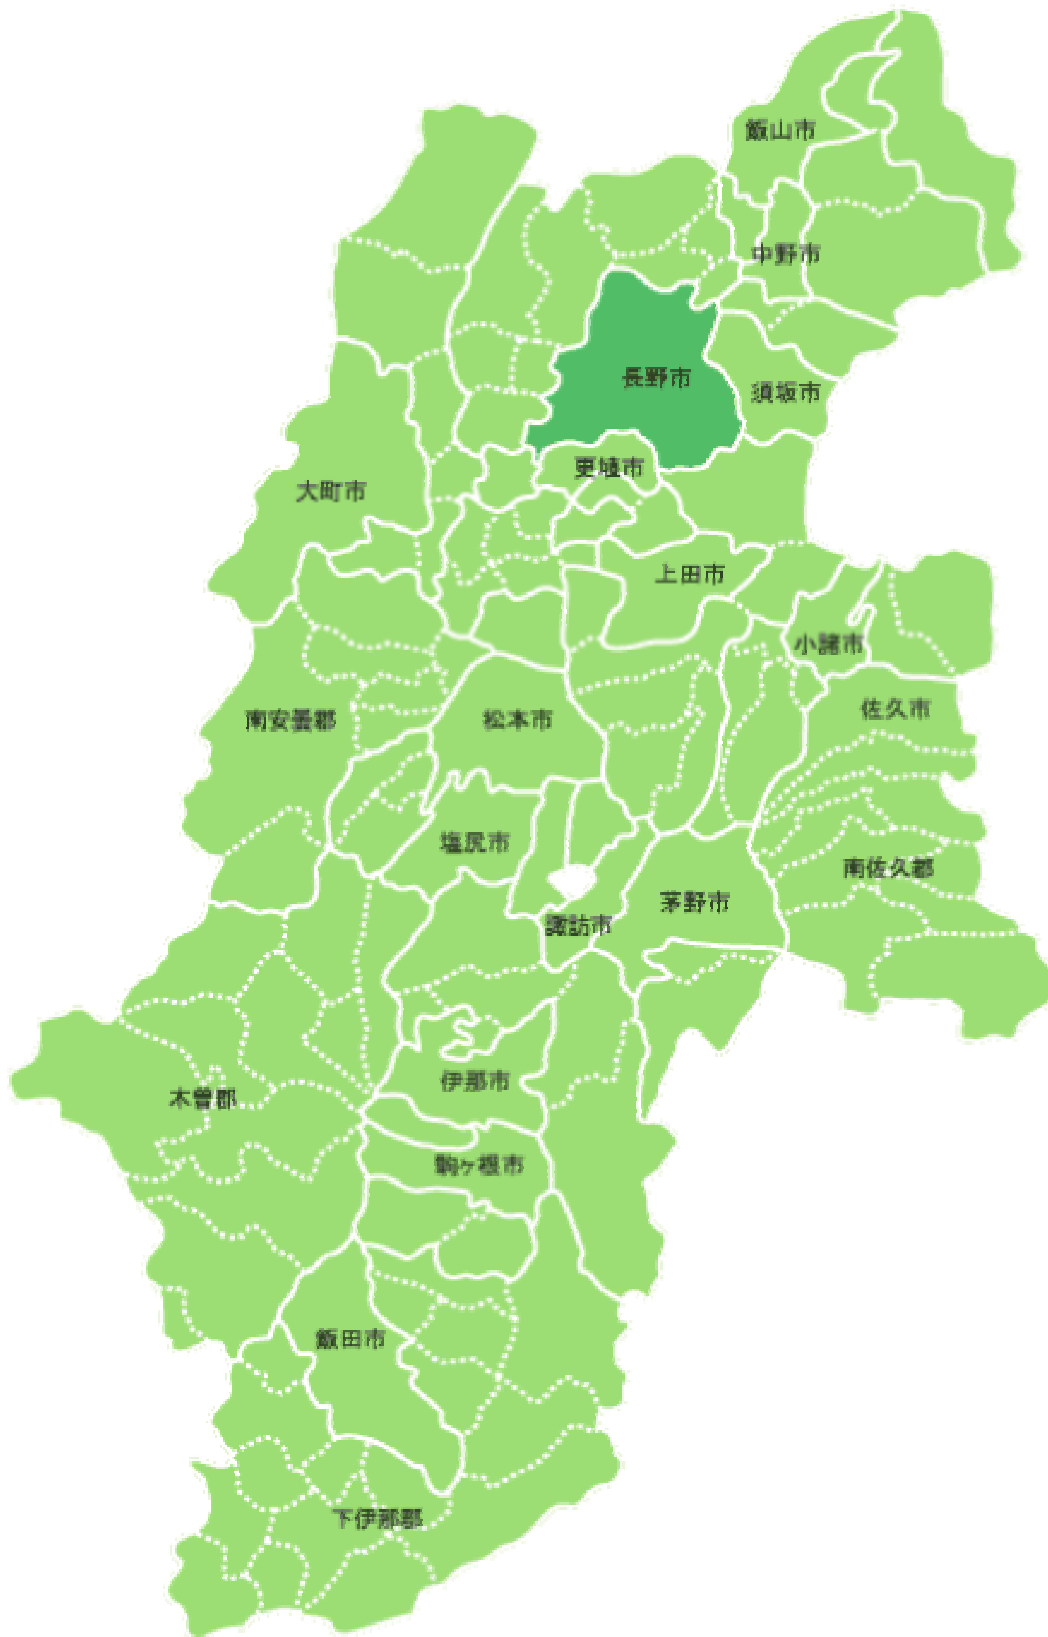 飯山市
中野市
長野市
須坂市
更埴市
大町市
上田市
小諸市
佐久市
南安曇郡
松本市
塩尻市
南佐久郡
茅野市
諏訪市
伊那市
木曽郡
駒ヶ根市
飯田市
下伊那郡